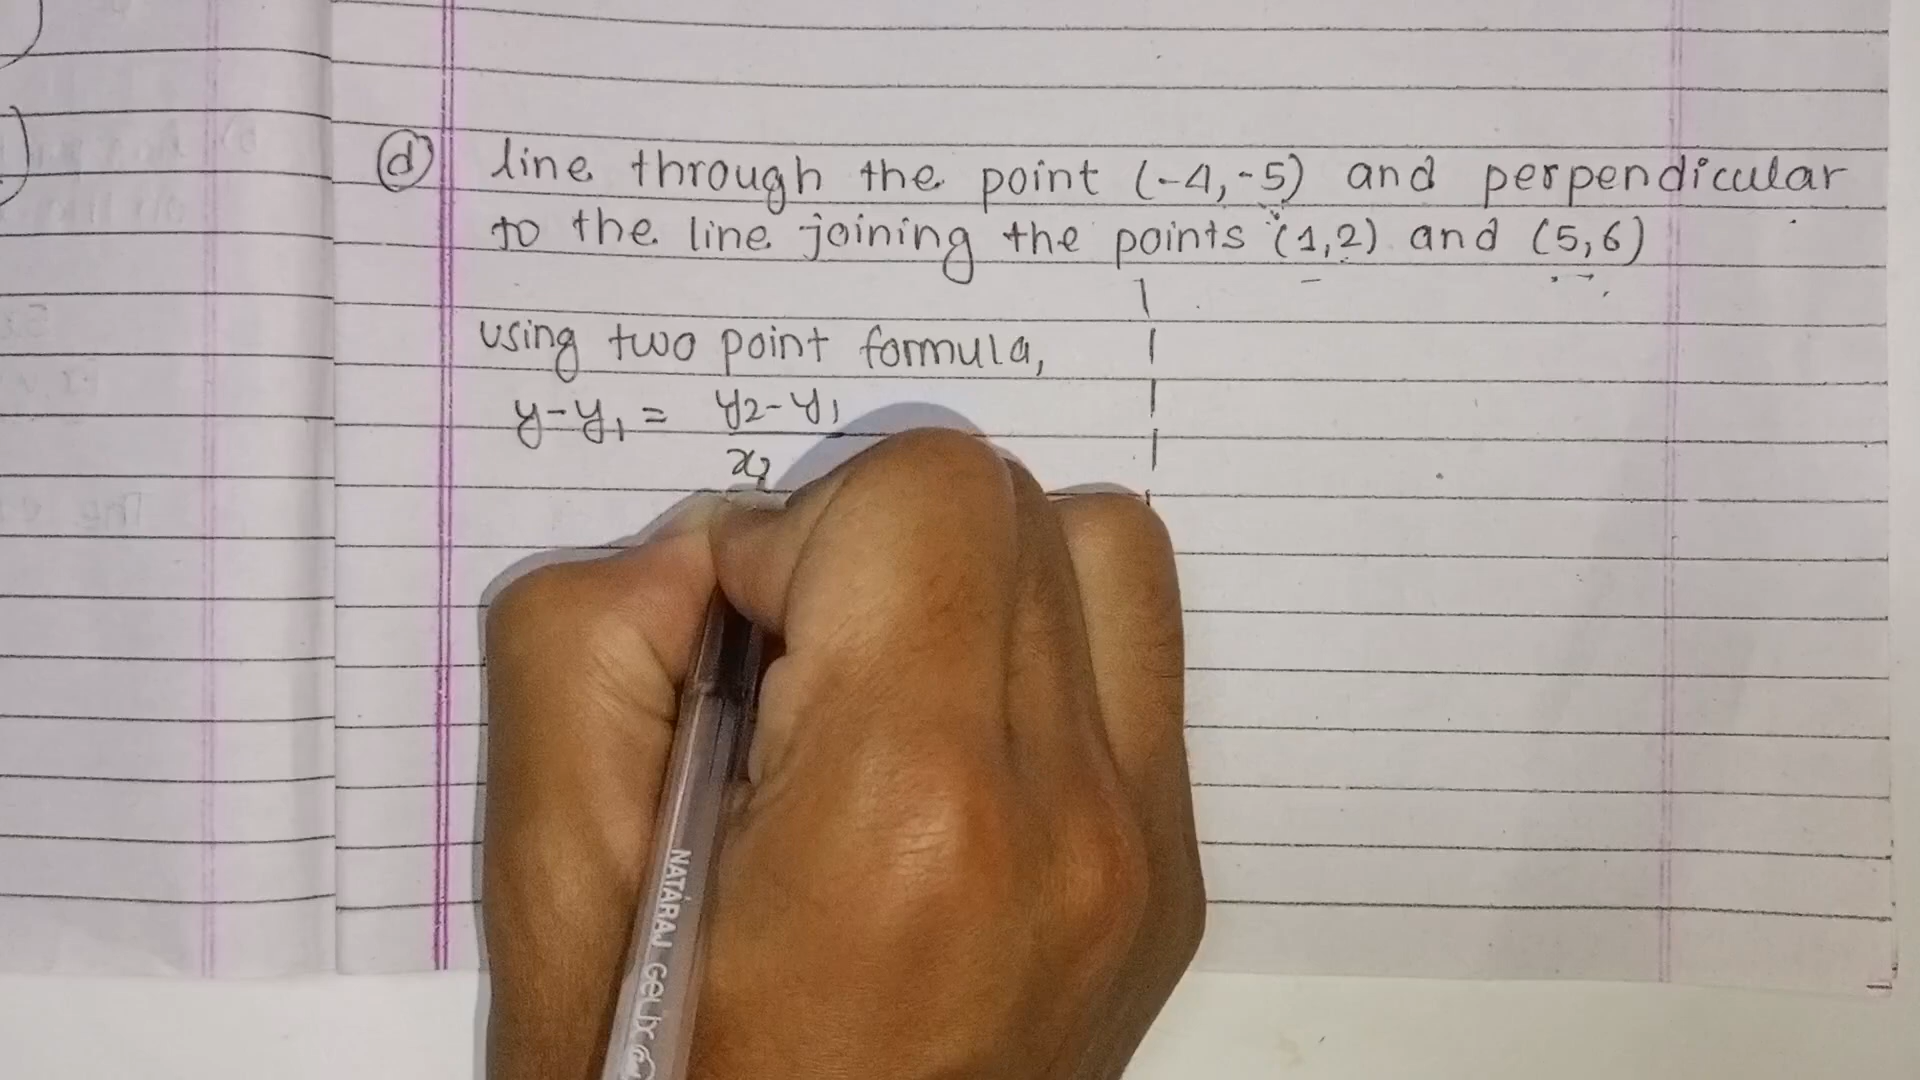 (d) line through the point (-4,-5) and perpendicular
to the line joining the points (1,2) and (5,6)
using two point formula,
y-y₁ = y₂-y₁
x₂
NATARAJ GELIX